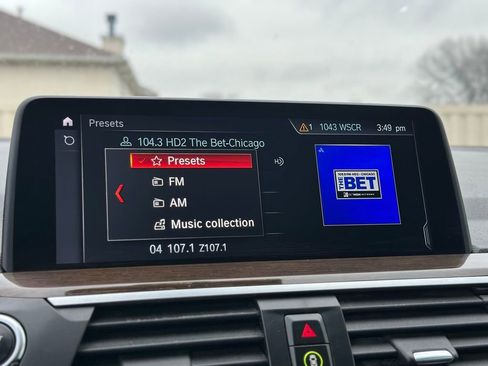 Presets
1 1043 WSCR 3:49 pm
104.3 HD2 The Bet-Chicago
Presets
FM
AM
Music collection
04 107.1 Z107.1
THE BET